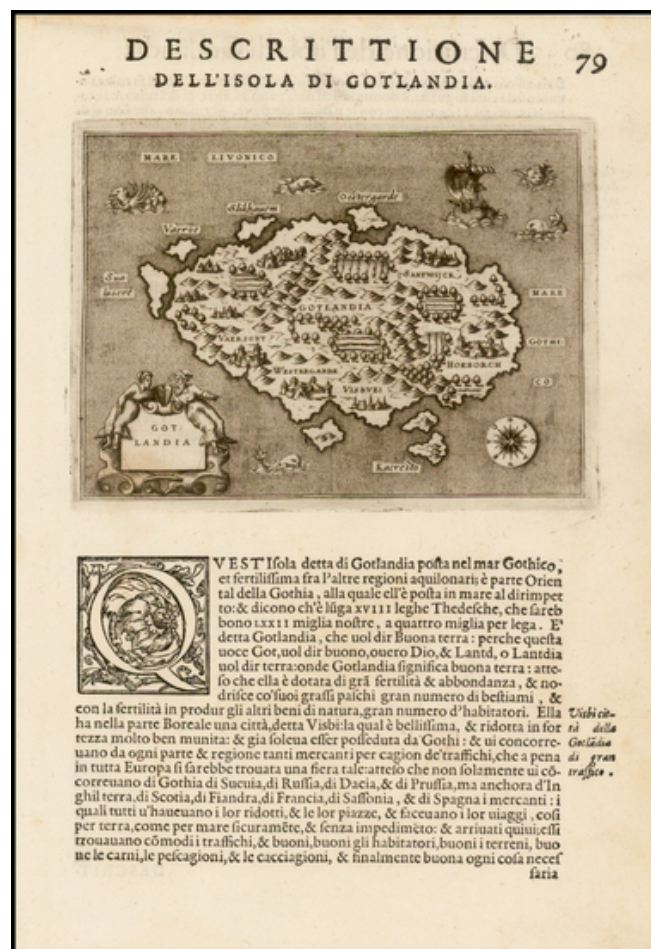 DESCRITTIONE
79
DELL'ISOLA DI GOTLANDIA.
MARE LIVONICO
Oostergarde
Vaeroe
HAETWIJCK
MARE
GOTLANDIA
GOTHI
VAERSUNT
HOEBORCH
WESTERGARDE
CO
VISBUEI
GOT
LANDIA
QVEST'Isola detta di Gotlandia posta nel mar Gothico,
et fertilissima fra l'altre regioni aquilonari; è parte Orien
tal della Gothia, alla quale ell'è posta in mare al dirimpet
to: & dicono ch'è lũga XVIII leghe Thedesche, che sareb
bono LXXII miglia nostre, a quattro miglia per lega. E'
detta Gotlandia, che uol dir Buona terra: perche questa
uoce Got, uol dir buono, ouero Dio, & Lantd, o Lantdia
uol dir terra: onde Gotlandia significa buona terra: atte-
so che ella è dotata di grã fertilità & abbondanza, & no-
drisce co'suoi grassi paschi gran numero di bestiami, &
con la fertilità in produr gli altri beni di natura, gran numero d'habitatori. Ella
ha nella parte Boreale una città, detta Visbi: la qual è bellissima, & ridotta in for
tezza molto ben munita: & gia soleua esser posseduta da Gothi: & ui concorre-
uano da ogni parte & regione tanti mercanti per cagion de'traffichi, che a pena
in tutta Europa si sarebbe trouata una fiera tale: atteso che non solamente ui cõ-
correuano di Gothia di Sueuia, di Russia, di Dacia, & di Prussia, ma anchora d'In
ghilterra, di Scotia, di Fiandra, di Francia, di Sassonia, & di Spagna i mercanti: i
quali tutti u'haueuano i lor ridotti, & le lor piazze, & faceuano i lor uiaggi, cosi
per terra, come per mare sicuramẽte, & senza impedimẽto: & arriuati quiui; essi
trouauano cõmodi i traffichi, & buoni, buoni gli habitatori, buoni i terreni, buo
ne le carni, le pescagioni, & le cacciagioni, & finalmente buona ogni cosa necess
saria
Visbi cit-
tà della
Gotlãdia
di gran
traffico.